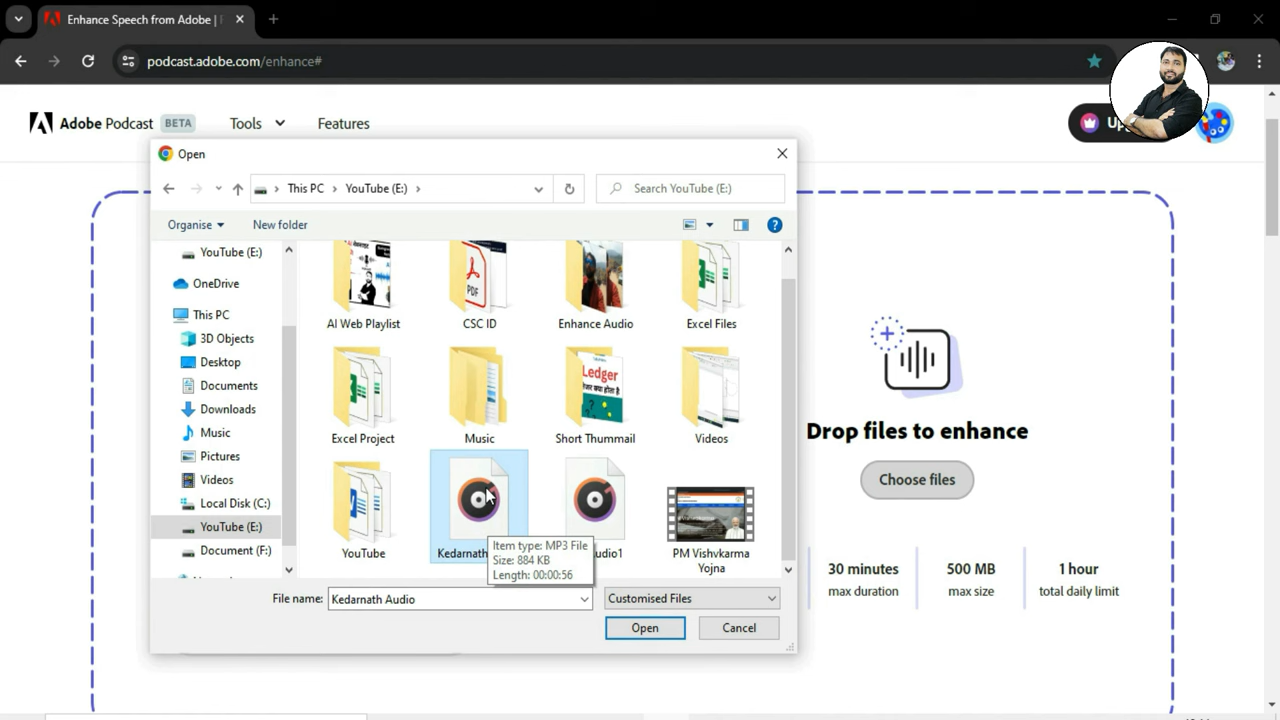 Enhance Speech from Adobe |
podcast.adobe.com/enhance#
Adobe Podcast BETA Tools Features
Open
This PC YouTube (E:)
Search YouTube (E:)
Organise New folder
YouTube (E:)
OneDrive
This PC
3D Objects
Desktop
Documents
Downloads
Music
Pictures
Videos
Local Disk (C:)
YouTube (E:)
Document (F:)
PDF
AI Web Playlist CSC ID Enhance Audio Excel Files
Ledger
Excel Project Music Short Thummail Videos
YouTube Kedarnath PM Vishvkarma
Yojna
Item type: MP3 File
Size: 884 KB
Length: 00:00:56
File name: Kedarnath Audio Customised Files
Open Cancel
Drop files to enhance
Choose files
30 minutes 500 MB 1 hour
max duration max size total daily limit